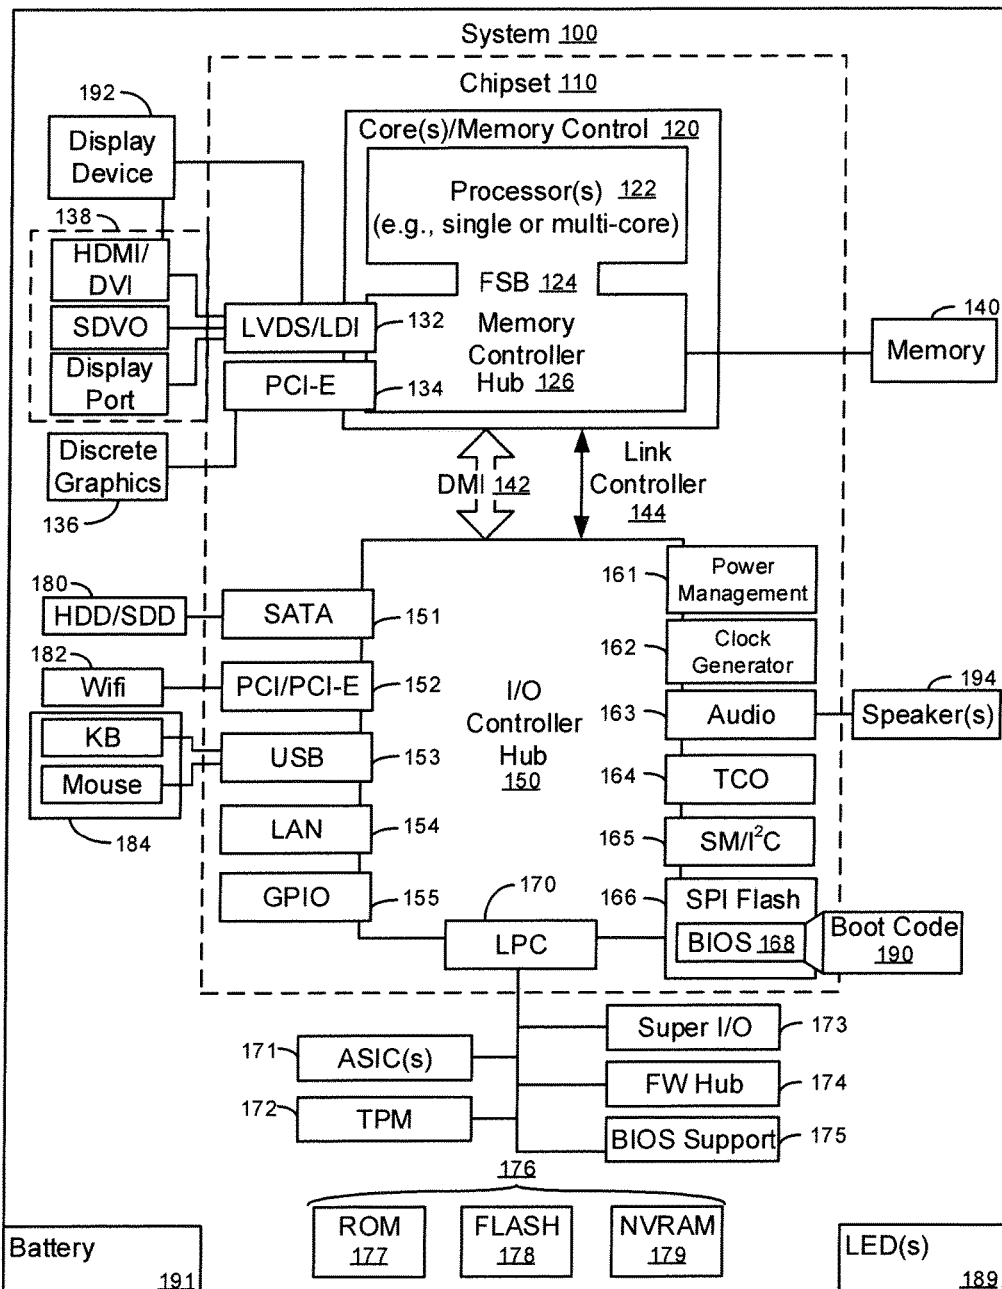 System 100
Chipset 110
192
Display
Device
Core(s)/Memory Control 120
Processor(s) 122
(e.g., single or multi-core)
138
HDMI/
DVI
SDVO
Display
Port
FSB 124
LVDS/LDI
132
Memory
Controller
Hub 126
PCI-E
134
140
Memory
Discrete
Graphics
136
DMI 142
Link
Controller
144
180
HDD/SDD
SATA
151
161
Power
Management
182
Wifi
PCI/PCI-E
152
162
Clock
Generator
I/O
Controller
Hub
150
163
Audio
194
Speaker(s)
KB
Mouse
184
USB
153
164
TCO
LAN
154
165
SM/I²C
GPIO
155
170
LPC
166
SPI Flash
BIOS 168
Boot Code
190
171
ASIC(s)
Super I/O
173
172
TPM
FW Hub
174
BIOS Support
175
176
ROM
177
FLASH
178
NVRAM
179
Battery
191
LED(s)
189